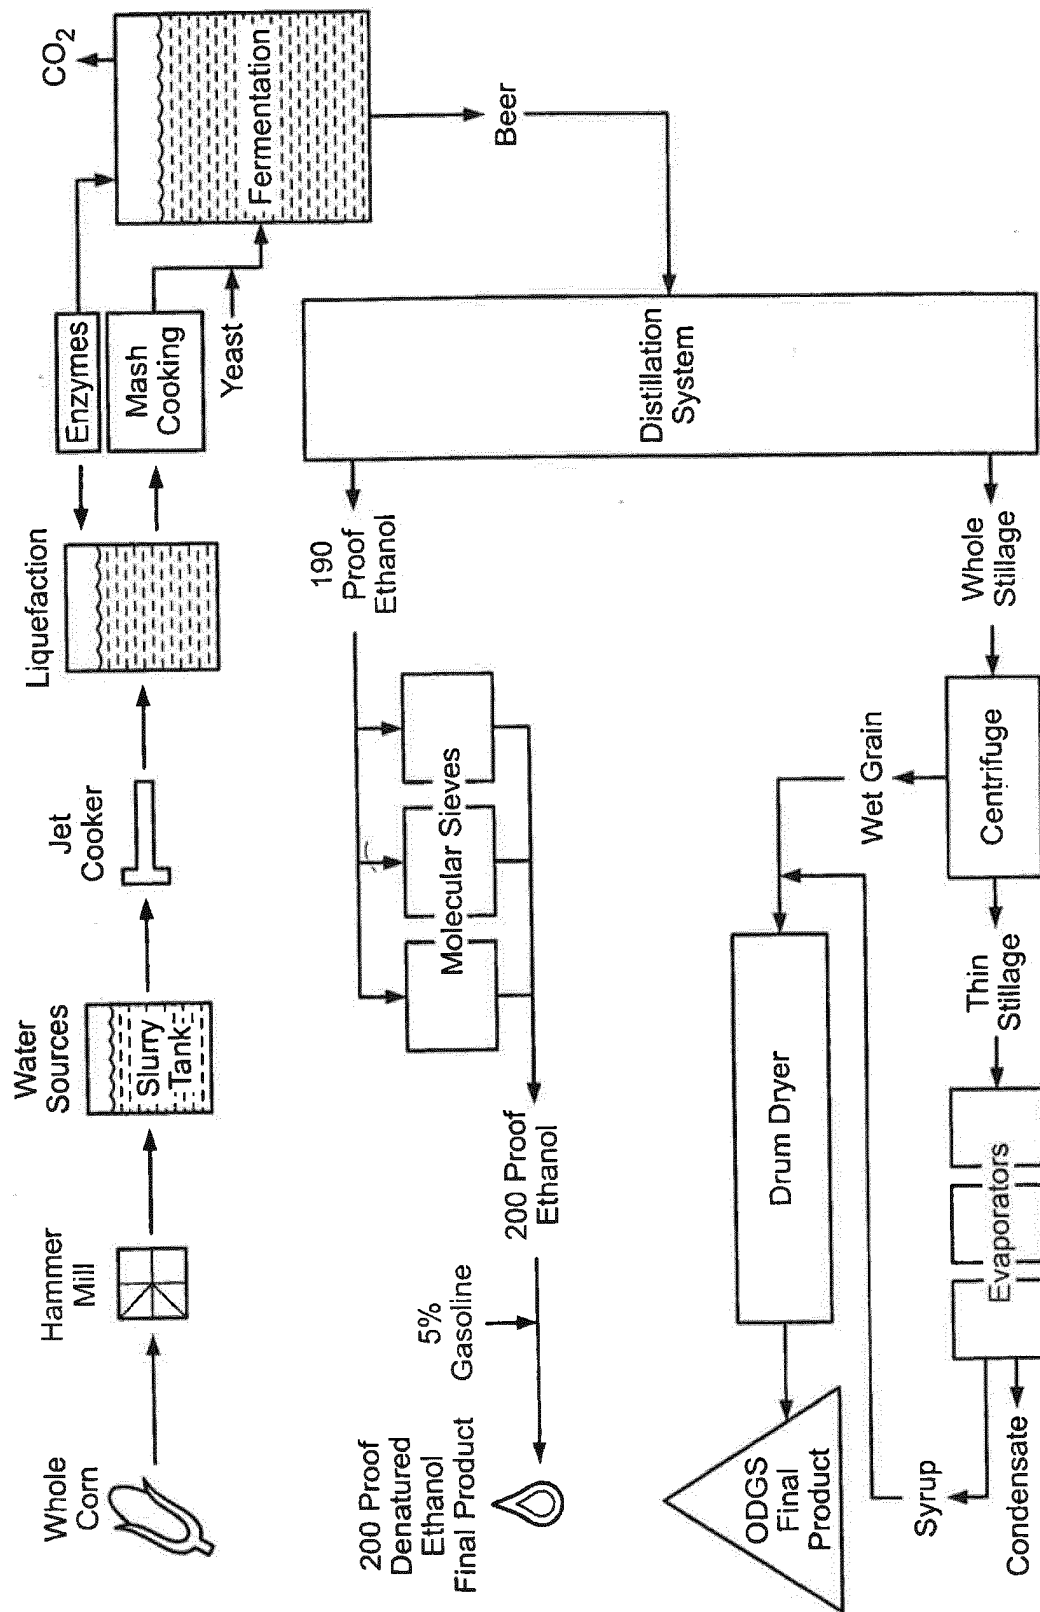 Whole
Corn
Hammer
Mill
Water
Sources
Slurry
Tank
Jet
Cooker
Liquefaction
Enzymes
Mash
Cooking
Yeast
CO2
Fermentation
Beer
Distillation
System
190
Proof
Ethanol
Molecular Sieves
200 Proof
Ethanol
5%
Gasoline
200 Proof
Denatured
Ethanol
Final Product
Whole
Stillage
Centrifuge
Wet Grain
Thin
Stillage
Evaporators
Syrup
Condensate
Drum Dryer
ODGS
Final
Product